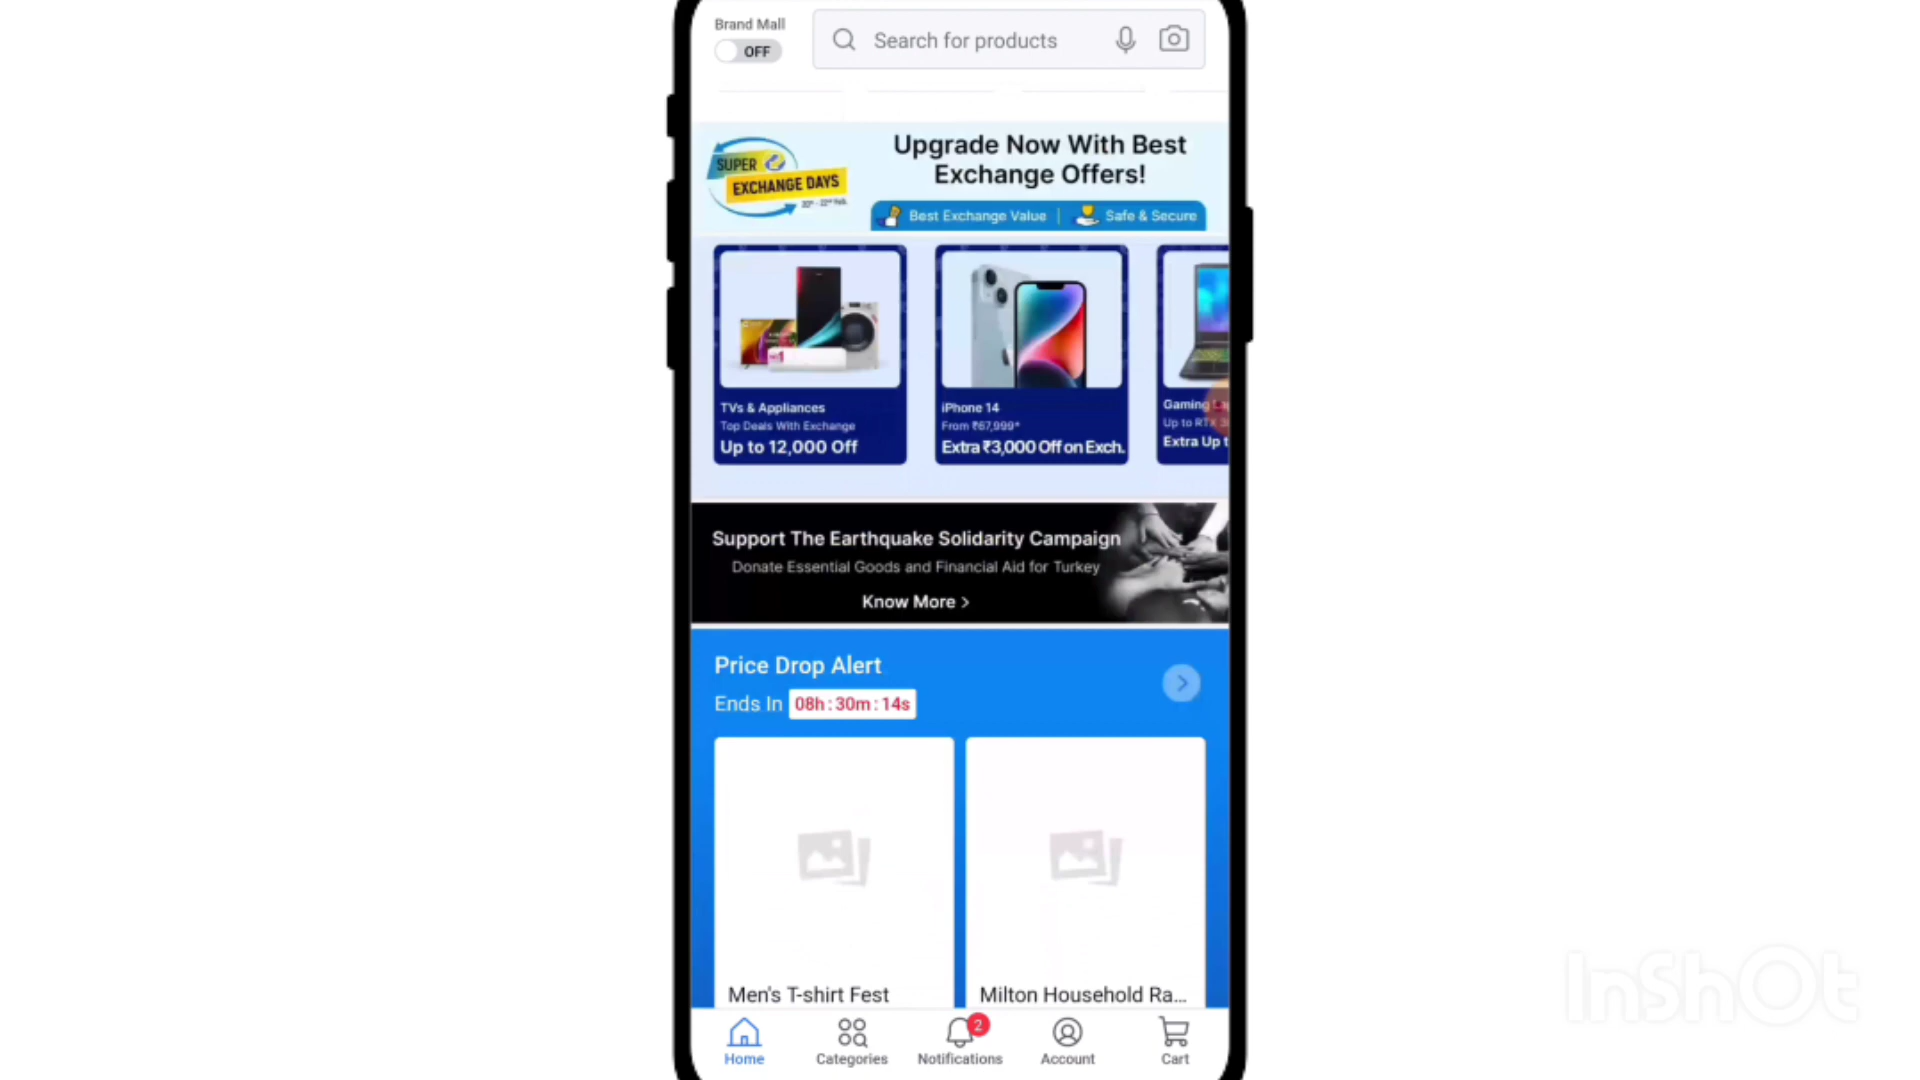 Brand Mall
OFF
Search for products
SUPER
EXCHANGE DAYS
Upgrade Now With Best
Exchange Offers!
Best Exchange Value | Safe & Secure
TVs & Appliances
Top Deals With Exchange
Up to 12,000 Off
iPhone 14
From ₹67,999*
Extra ₹3,000 Off on Exch.
Gaming
Up to RTX
Extra Up t
Support The Earthquake Solidarity Campaign
Donate Essential Goods and Financial Aid for Turkey
Know More >
Price Drop Alert
Ends In 08h : 30m : 14s
Men's T-shirt Fest
Milton Household Ra...
Home
Categories
2
Notifications
Account
Cart
InShOt